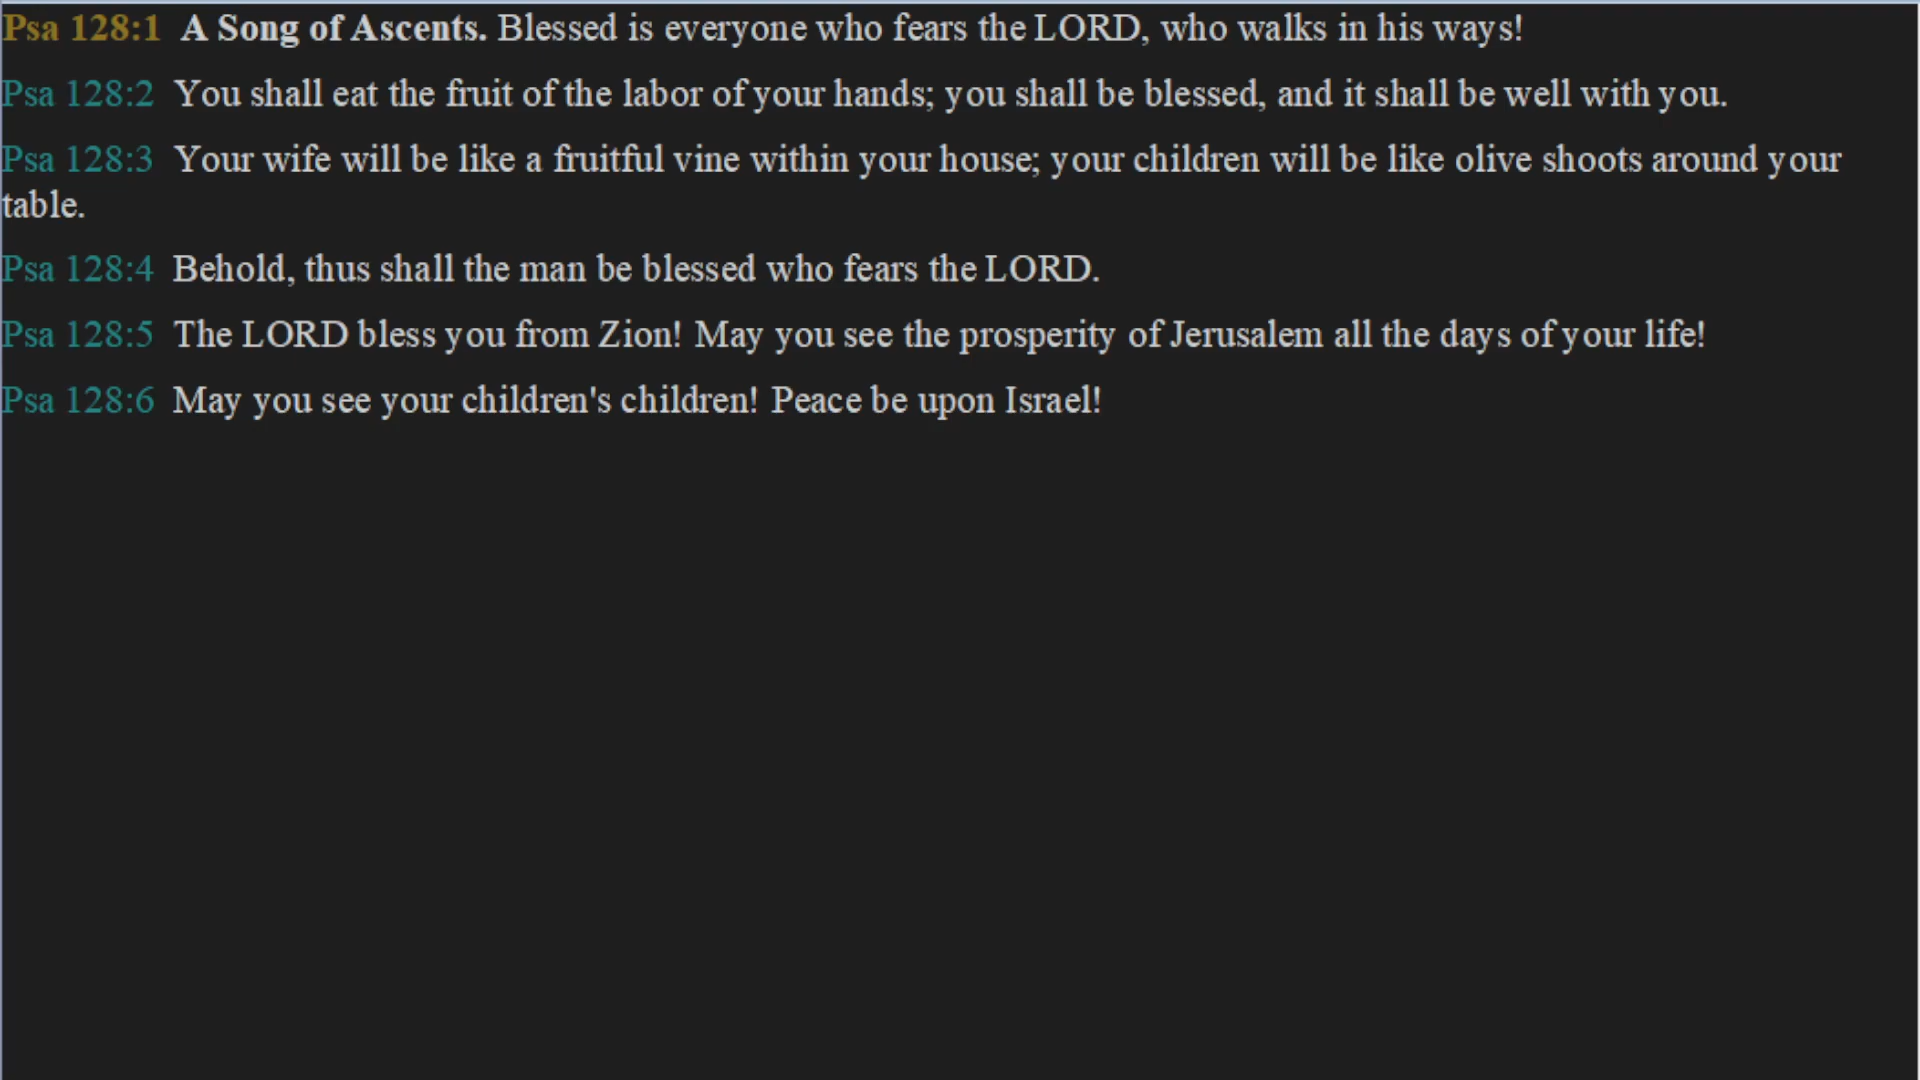 Psa 128:1 A Song of Ascents. Blessed is everyone who fears the LORD, who walks in his ways!
Psa 128:2 You shall eat the fruit of the labor of your hands; you shall be blessed, and it shall be well with you.
Psa 128:3 Your wife will be like a fruitful vine within your house; your children will be like olive shoots around your
table.
Psa 128:4 Behold, thus shall the man be blessed who fears the LORD.
Psa 128:5 The LORD bless you from Zion! May you see the prosperity of Jerusalem all the days of your life!
Psa 128:6 May you see your children's children! Peace be upon Israel!